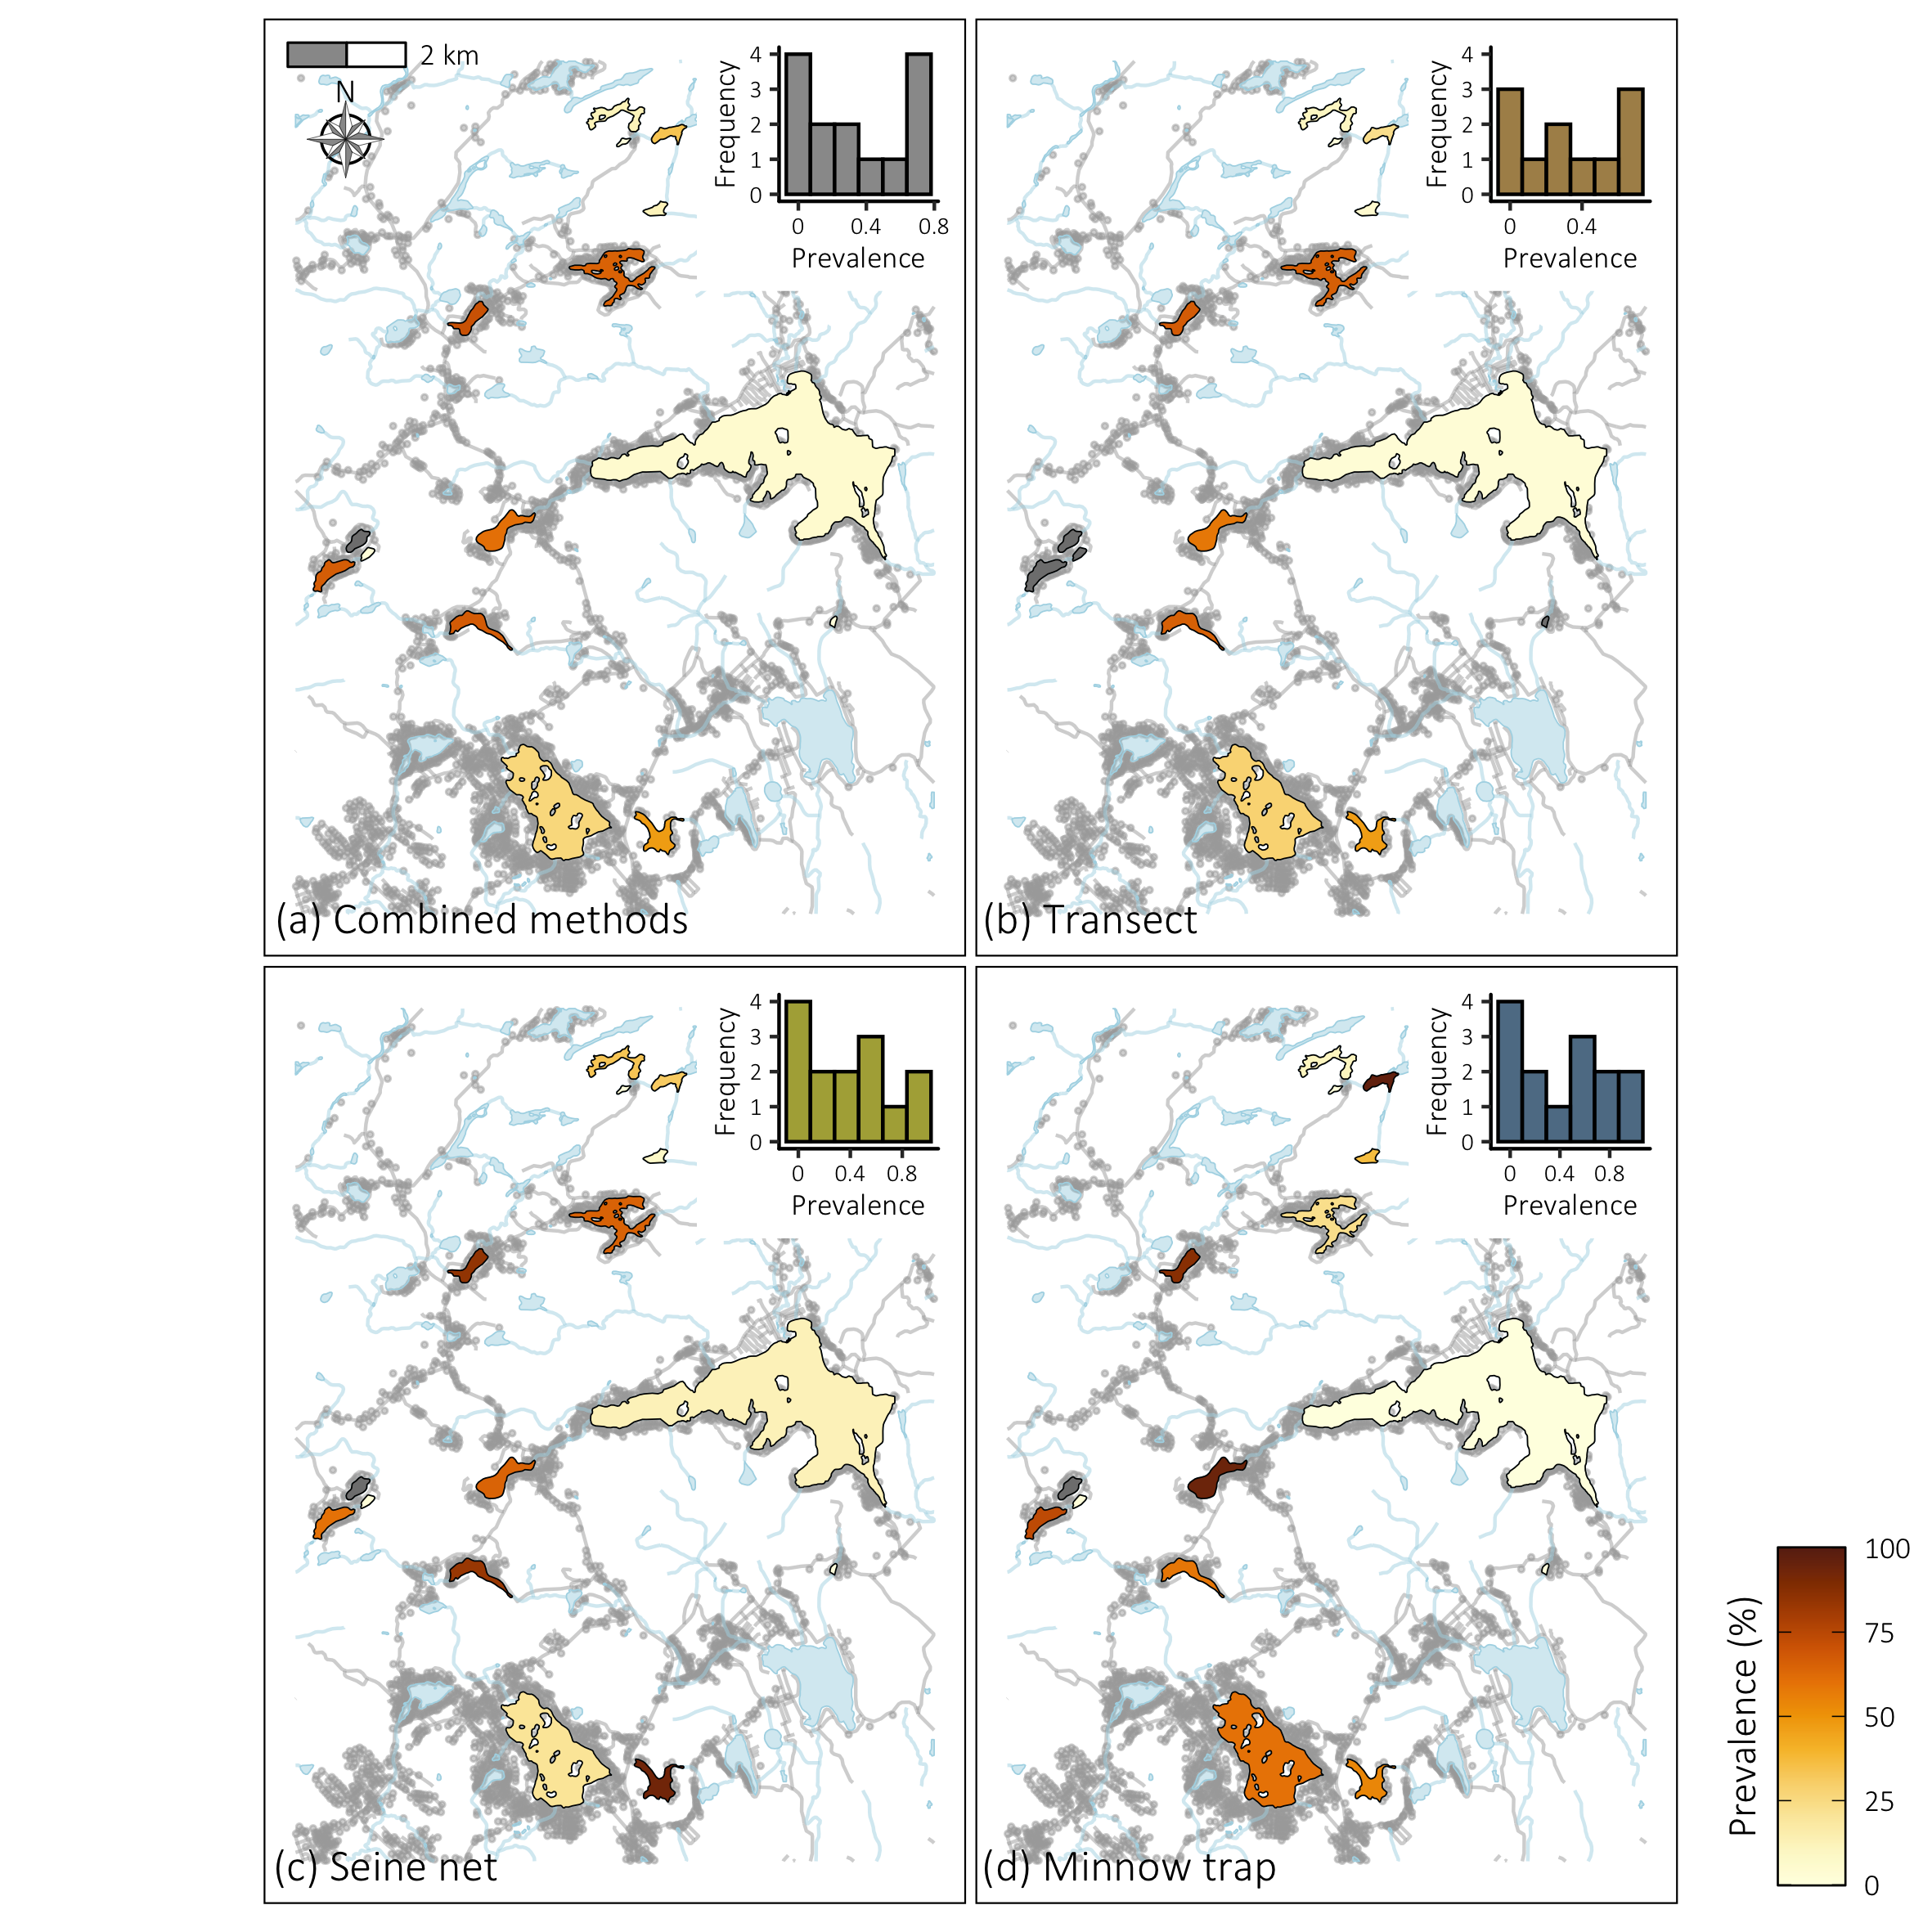 2 km
N
Frequency
4
3
2
1
0
0 0.4 0.8
Prevalence
(a) Combined methods
Frequency
4
3
2
1
0
0 0.4
Prevalence
(b) Transect
Frequency
4
3
2
1
0
0 0.4 0.8
Prevalence
(c) Seine net
Frequency
4
3
2
1
0
0 0.4 0.8
Prevalence
(d) Minnow trap
Prevalence (%)
100
75
50
25
0